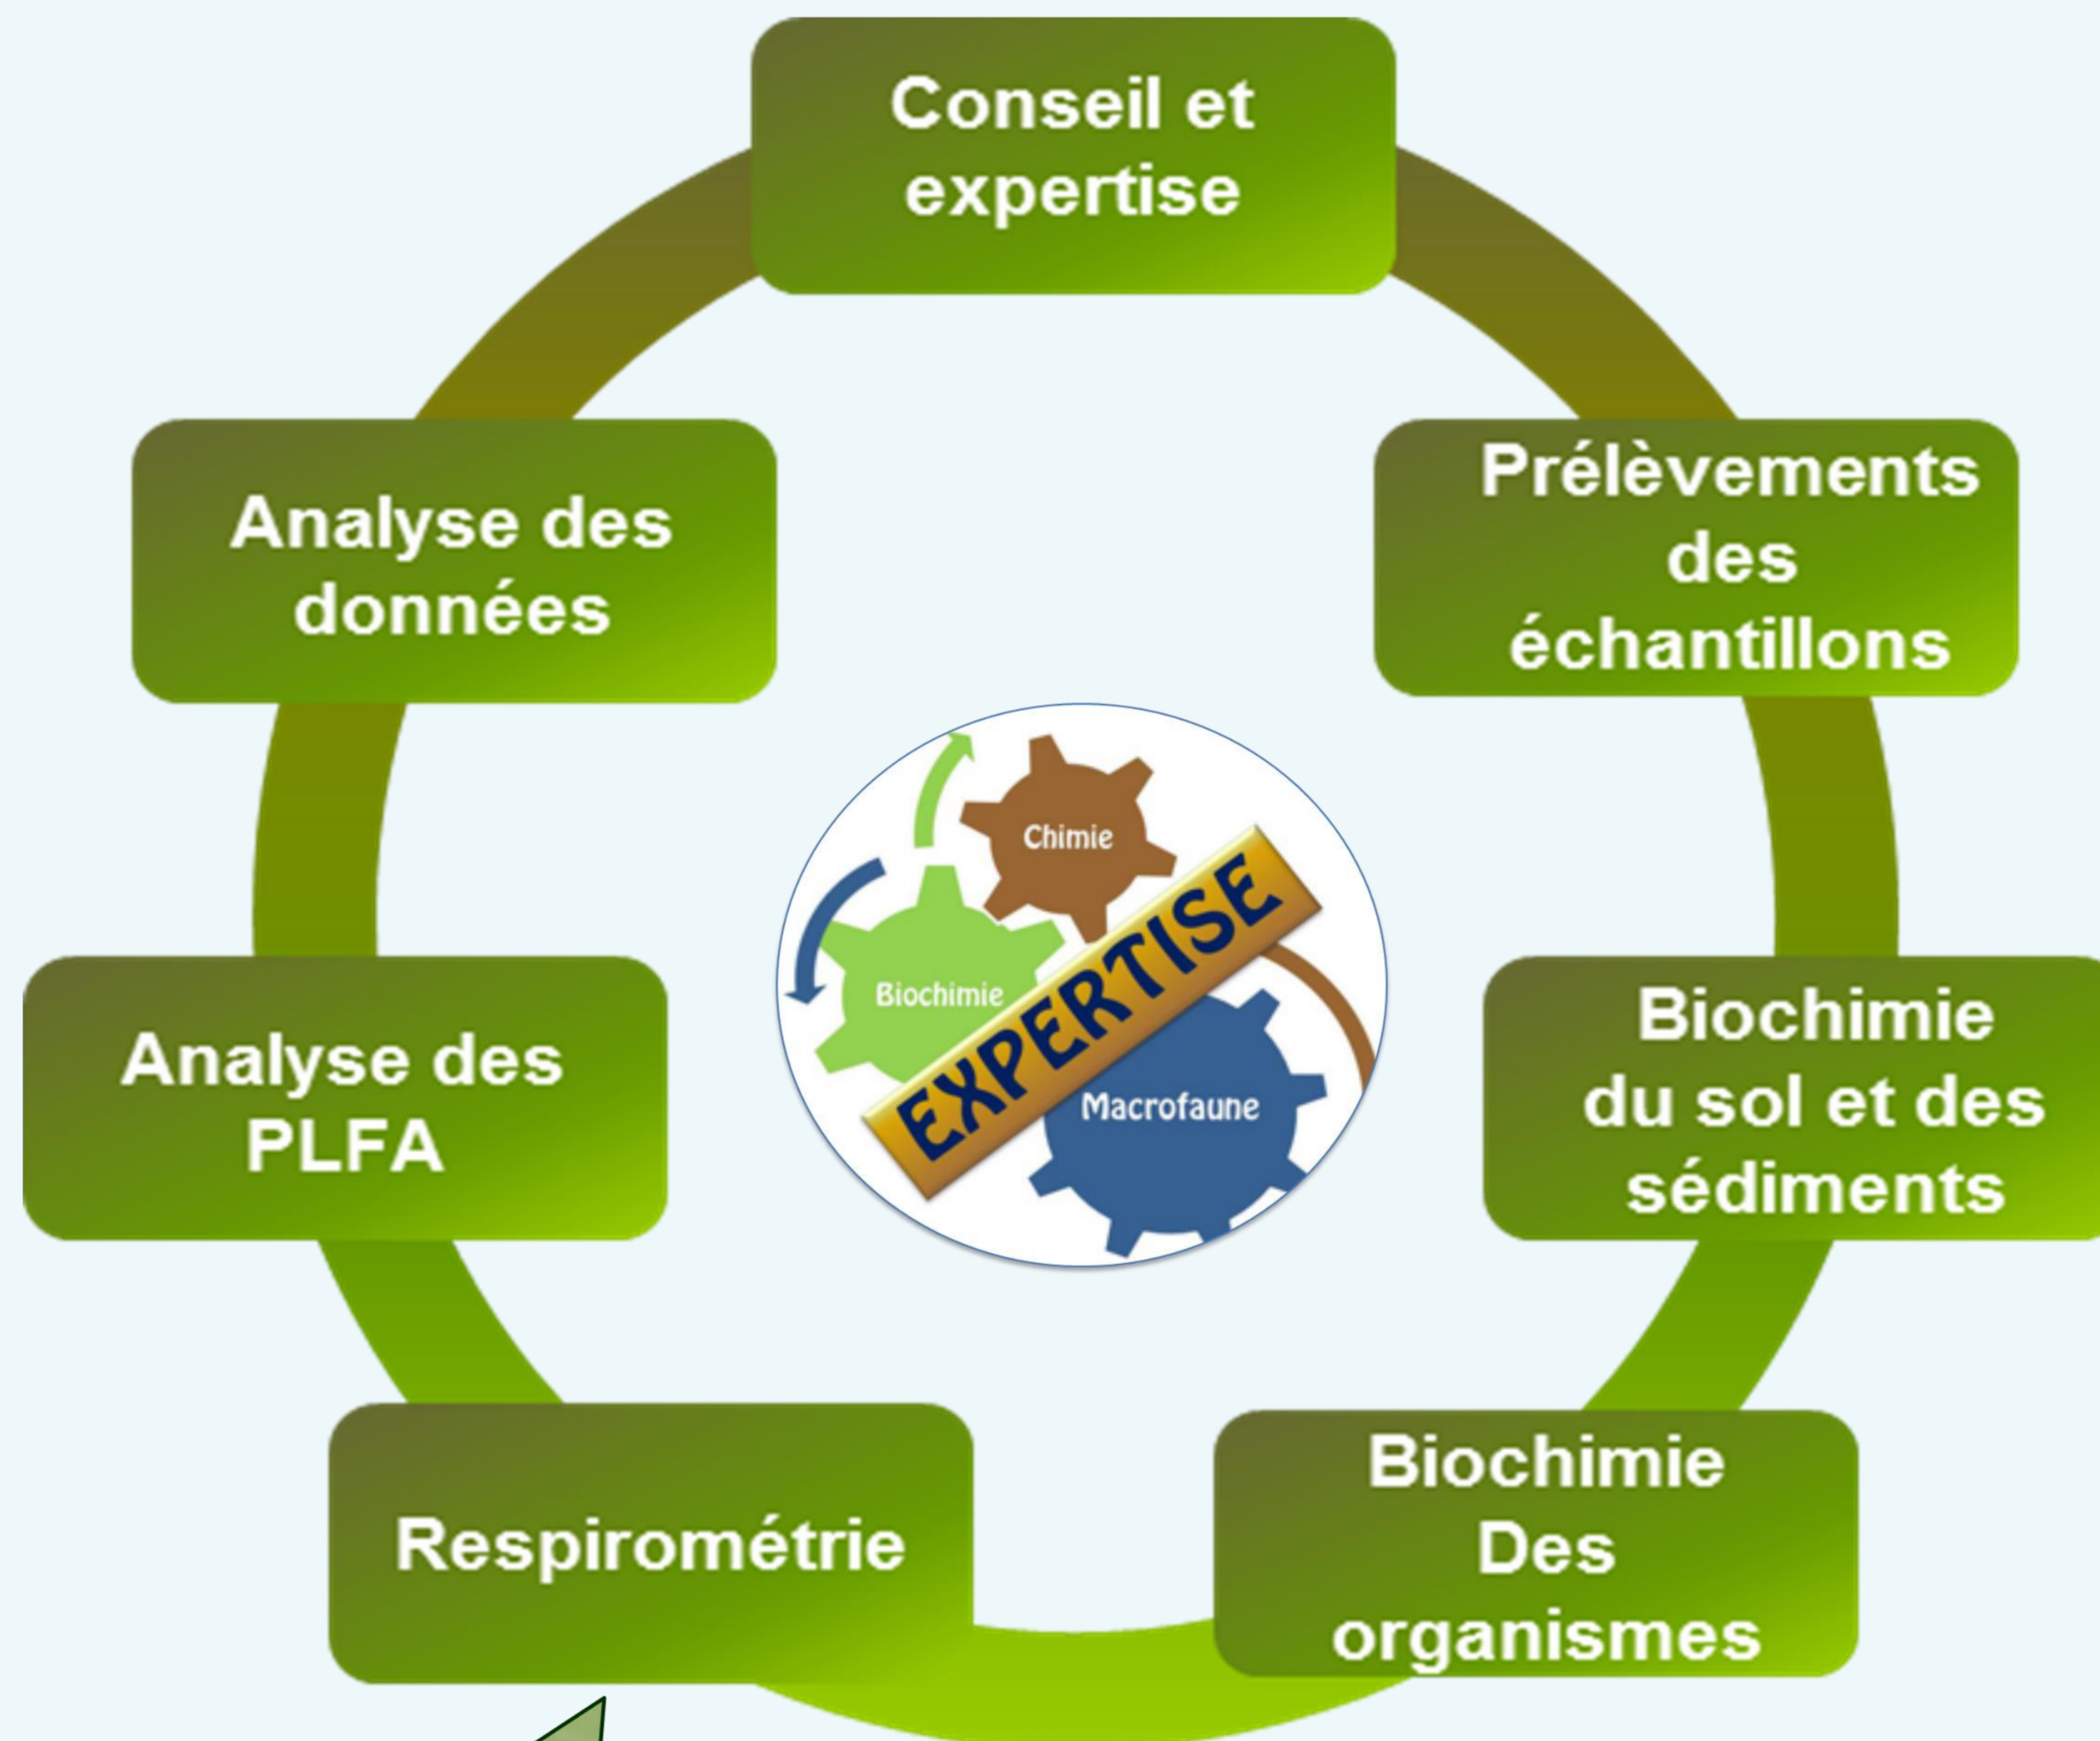 Conseil et
expertise
Prélèvements
des
échantillons
Biochimie
du sol et des
sédiments
Biochimie
Des
organismes
Respirométrie
Analyse des
PLFA
Analyse des
données
Chimie
Biochimie
EXPERTISE
Macrofaune